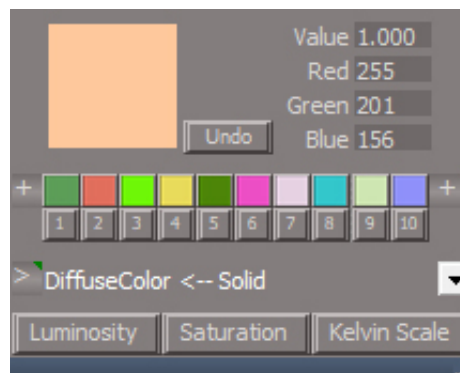 Value 1.000
Red 255
Green 201
Undo Blue 156
+ +
1 2 3 4 5 6 7 8 9 10
> DiffuseColor <-- Solid
Luminosity Saturation Kelvin Scale